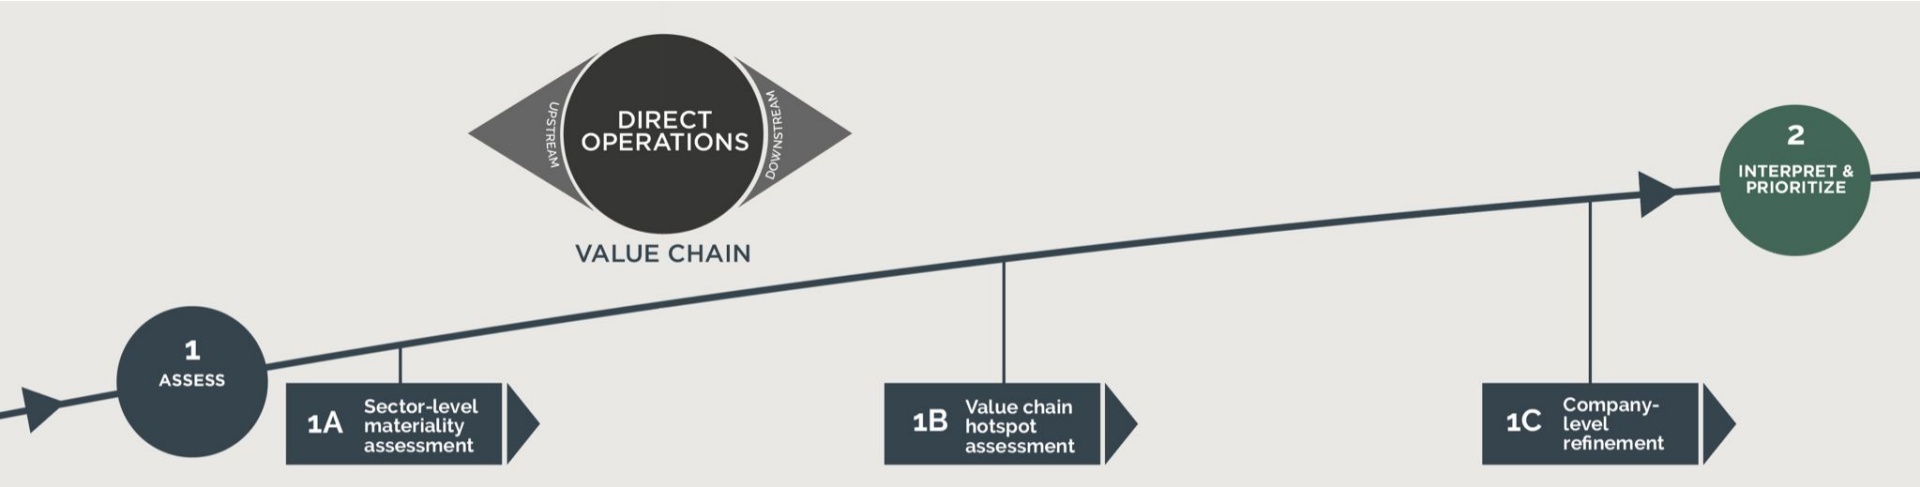 UPSTREAM
DIRECT
OPERATIONS
DOWNSTREAM
VALUE CHAIN
1
ASSESS
1A
Sector-level
materiality
assessment
1B
Value chain
hotspot
assessment
1C
Company-
level
refinement
2
INTERPRET &
PRIORITIZE